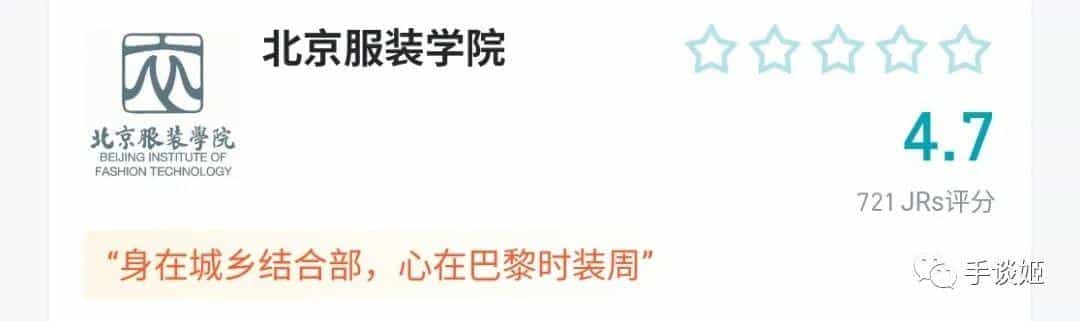 北京服装学院
北京服装學院
BEIJING INSTITUTE OF
FASHION TECHNOLOGY
4.7
721 JRs评分
“身在城乡结合部，心在巴黎时装周”
手谈姬